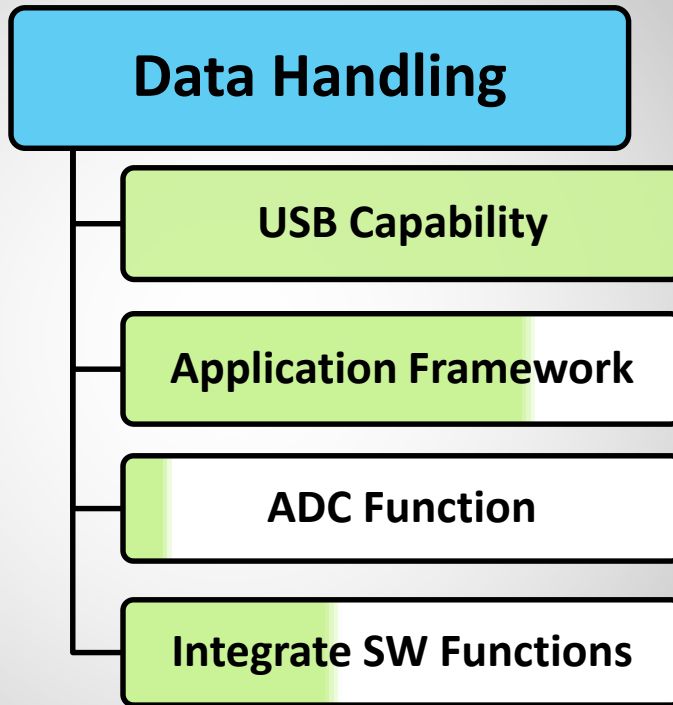 Data Handling
USB Capability
Application Framework
ADC Function
Integrate SW Functions